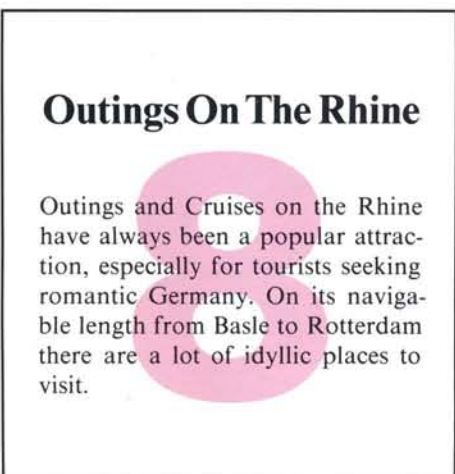 Outings On The Rhine
8
Outings and Cruises on the Rhine
have always been a popular attrac-
tion, especially for tourists seeking
romantic Germany. On its naviga-
ble length from Basle to Rotterdam
there are a lot of idyllic places to
visit.